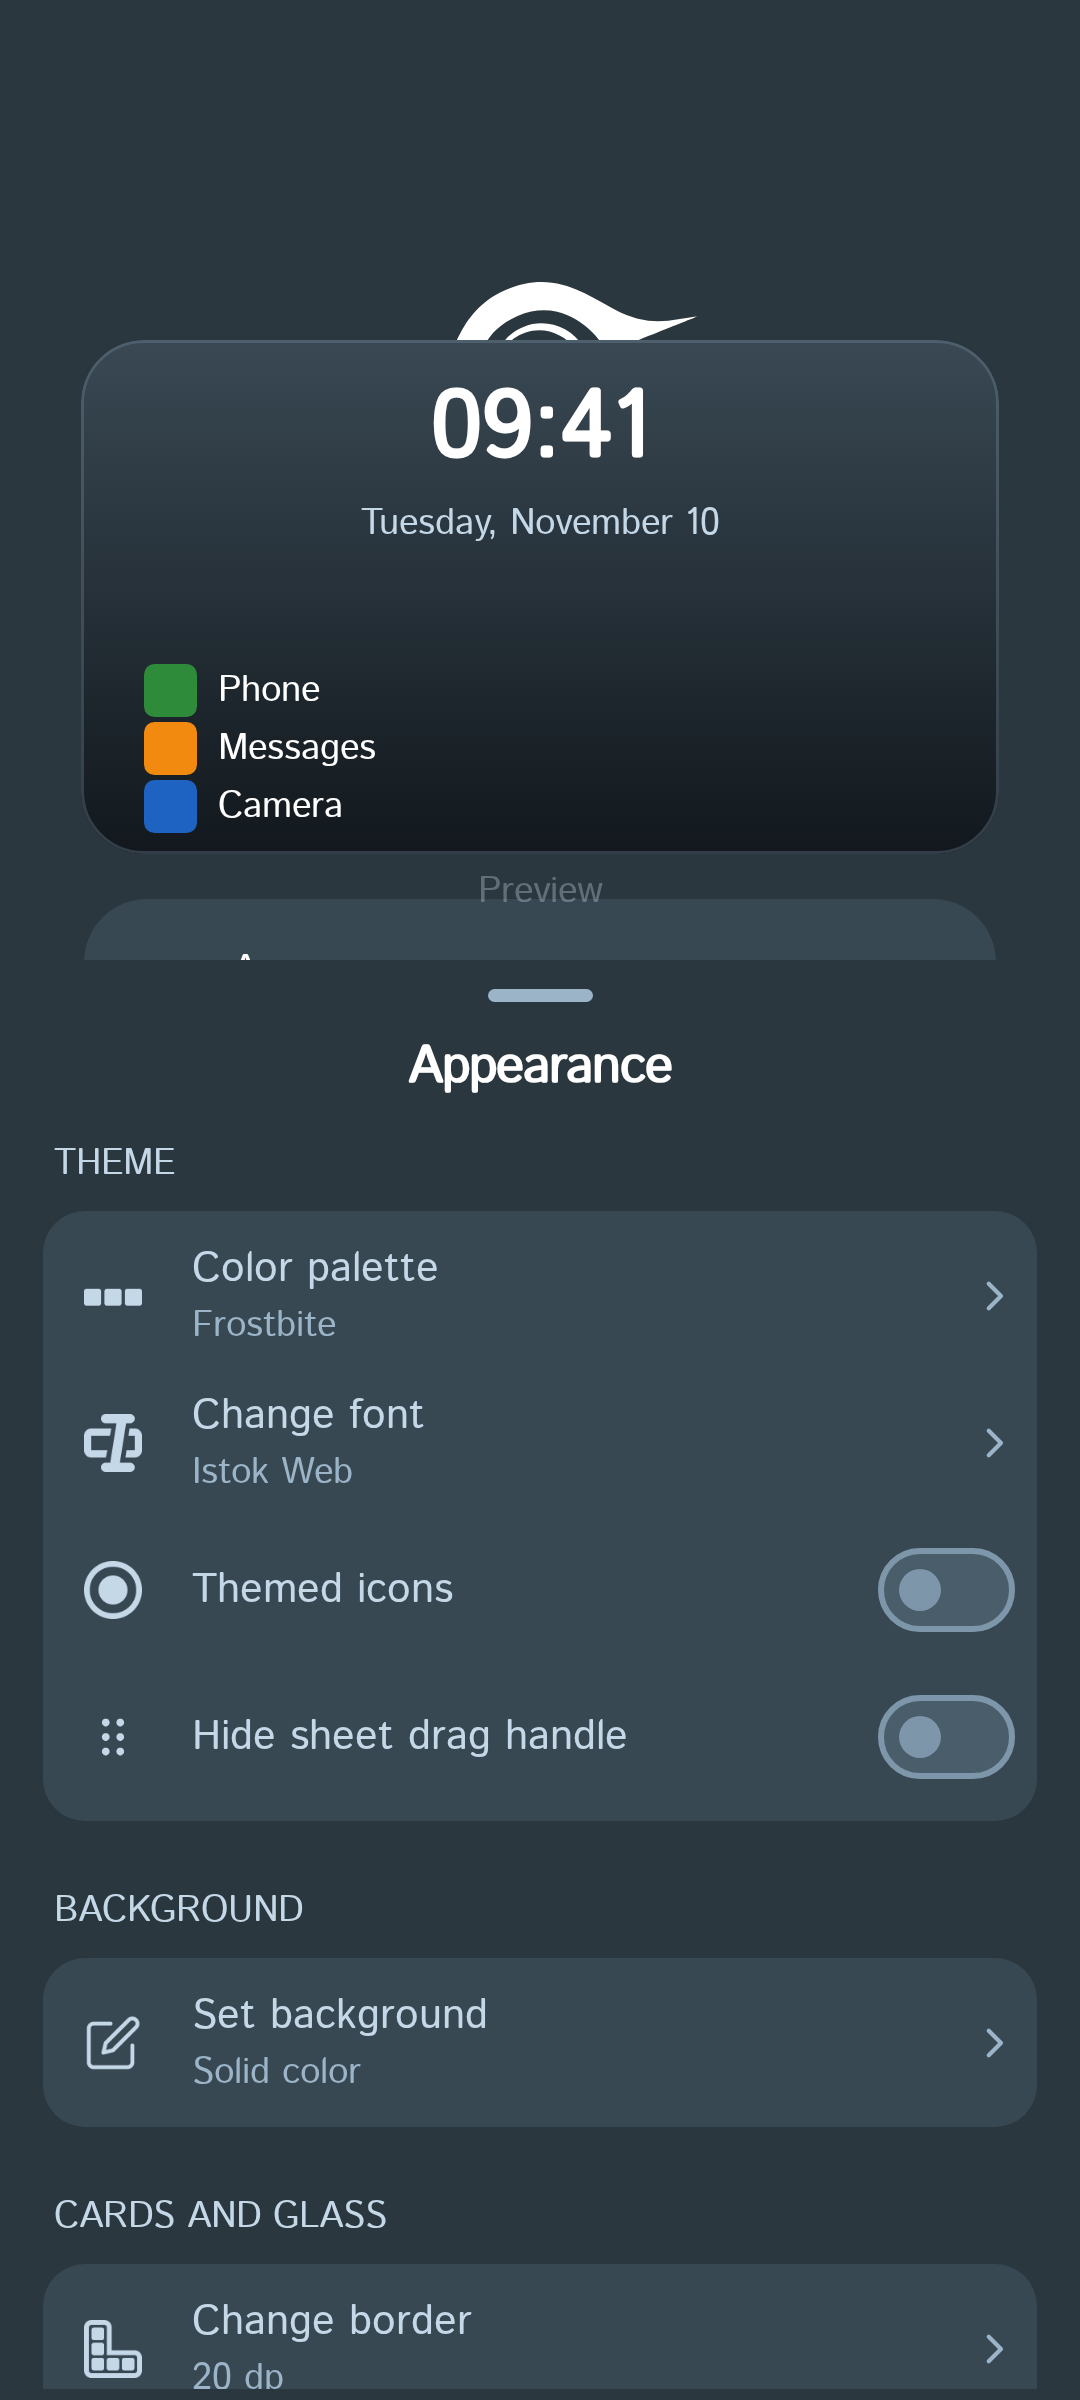 09:41
Tuesday, November 10
Phone
Messages
Camera
Preview
Appearance
THEME
Color palette
Frostbite
Change font
Istok Web
Themed icons
Hide sheet drag handle
BACKGROUND
Set background
Solid color
CARDS AND GLASS
Change border
20 dp